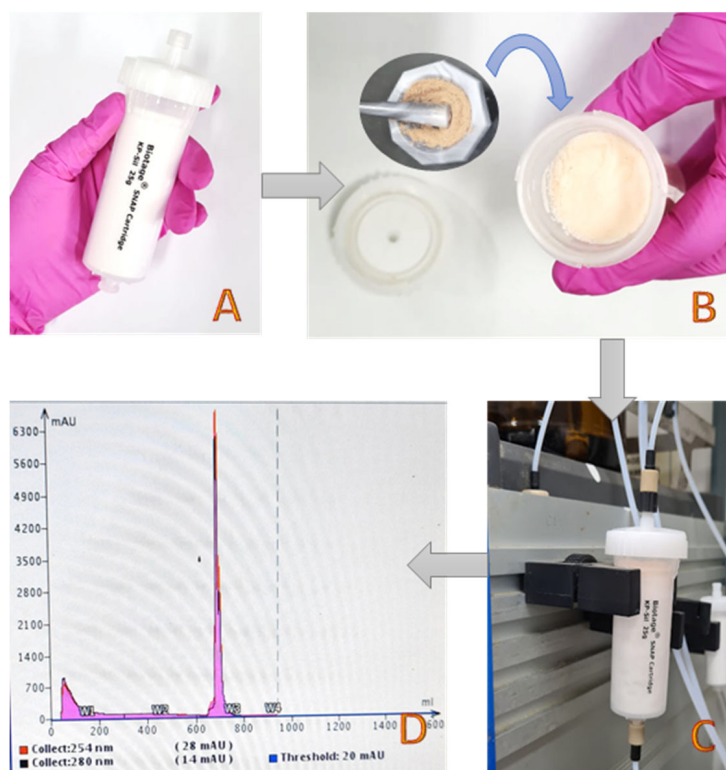 Biotage® SNAP Cartridge
KP-Sil 25g
A
B
mAU
6300
5600
4900
4200
3500
2800
2100
1400
700
0
W1
W2
W3
W4
ml
0
200
400
600
800
1000
1200
1400
1600
D
Collect:254 nm (28 mAU)
Collect:280 nm (14 mAU)
Threshold: 20 mAU
Biotage® SNAP Cartridge
KP-Sil 25g
C